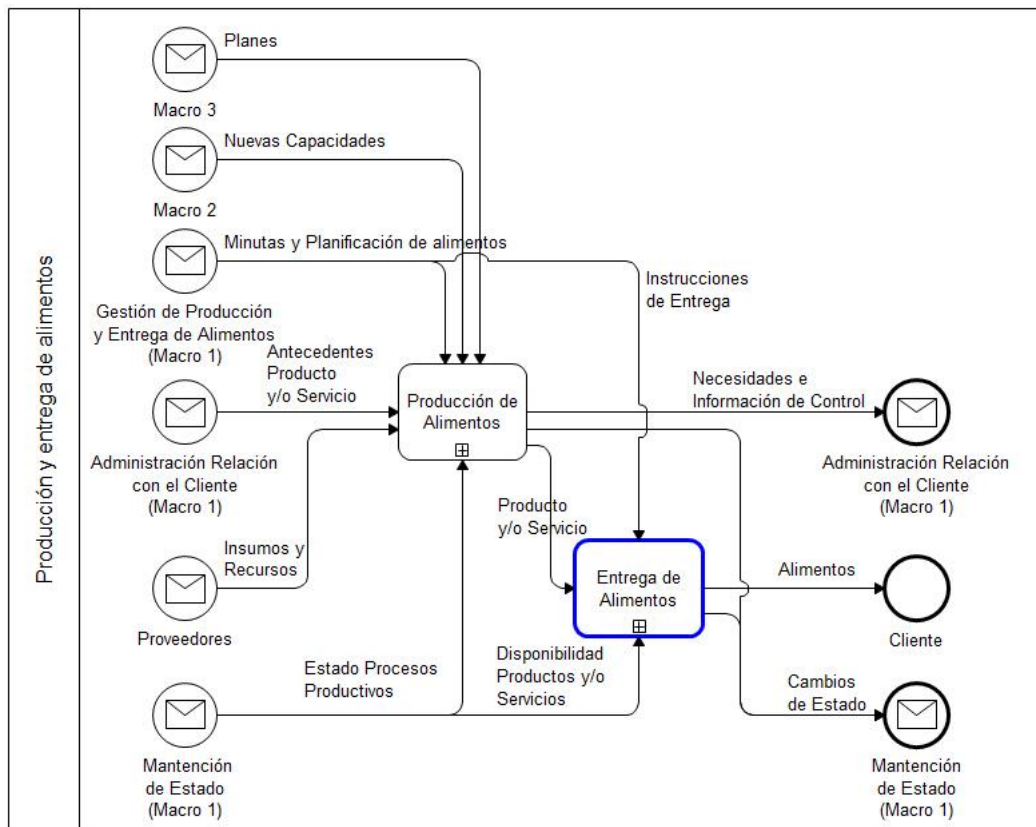 Producción y entrega de alimentos
Planes
Macro 3
Nuevas Capacidades
Macro 2
Minutas y Planificación de alimentos
Instrucciones
de Entrega
Gestión de Producción
y Entrega de Alimentos
(Macro 1)
Antecedentes
Producto
y/o Servicio
Producción de
Alimentos
Necesidades e
Información de Control
Administración Relación
con el Cliente
(Macro 1)
Administración Relación
con el Cliente
(Macro 1)
Producto
y/o Servicio
Insumos y
Recursos
Proveedores
Entrega de
Alimentos
Alimentos
Cliente
Estado Procesos
Productivos
Disponibilidad
Productos y/o
Servicios
Cambios
de Estado
Mantención
de Estado
(Macro 1)
Mantención
de Estado
(Macro 1)